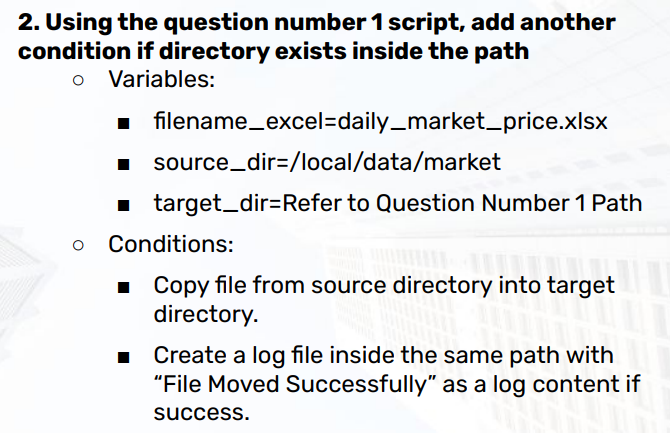 2. Using the question number 1 script, add another
condition if directory exists inside the path
○ Variables:
■ filename_excel=daily_market_price.xlsx
■ source_dir=/local/data/market
■ target_dir=Refer to Question Number 1 Path
○ Conditions:
■ Copy file from source directory into target
directory.
■ Create a log file inside the same path with
“File Moved Successfully” as a log content if
success.